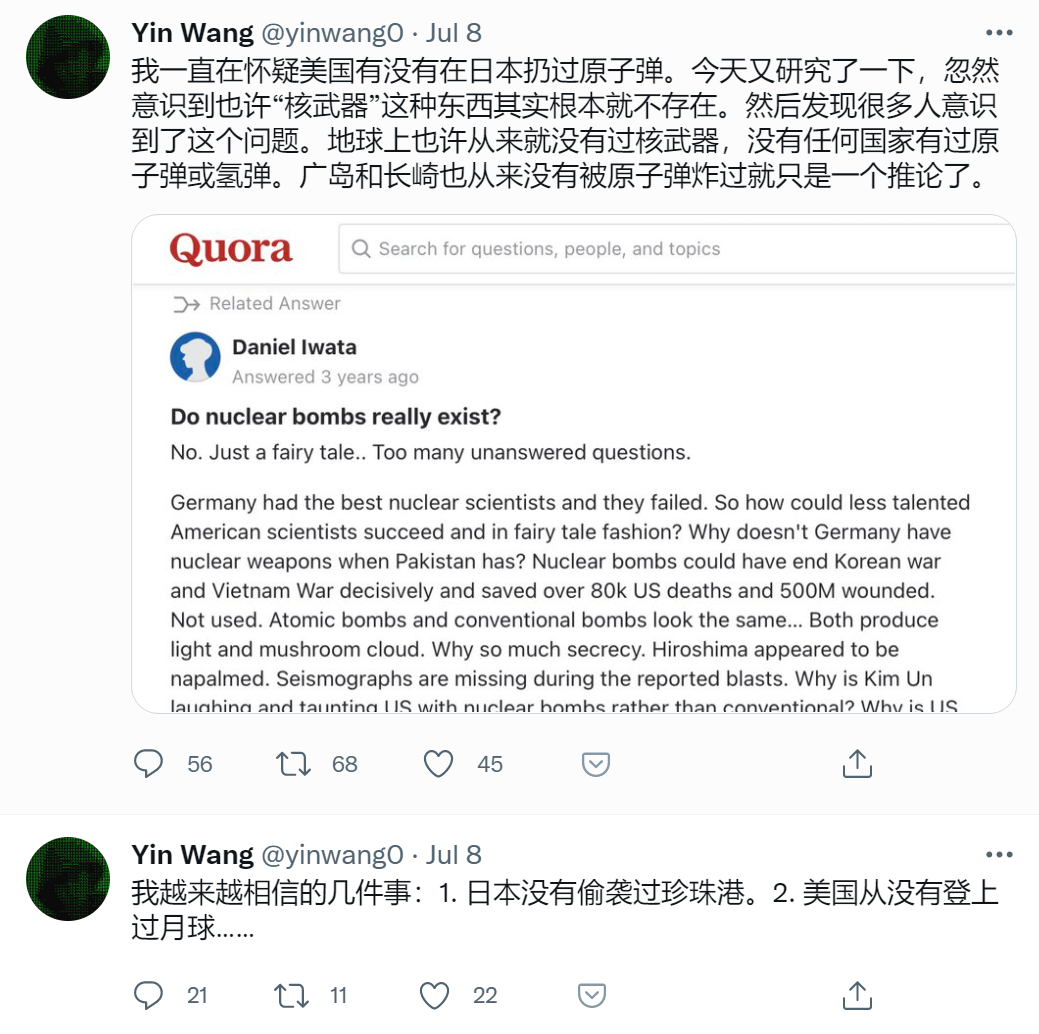 Yin Wang @yinwang0 · Jul 8
我一直在怀疑美国有没有在日本扔过原子弹。今天又研究了一下，忽然
意识到也许“核武器”这种东西其实根本就不存在。然后发现很多人意识
到了这个问题。地球上也许从来就没有过核武器，没有任何国家有过原
子弹或氢弹。广岛和长崎也从来没有被原子弹炸过就只是一个推论了。
Quora
Search for questions, people, and topics
Related Answer
Daniel Iwata
Answered 3 years ago
Do nuclear bombs really exist?
No. Just a fairy tale.. Too many unanswered questions.
Germany had the best nuclear scientists and they failed. So how could less talented
American scientists succeed and in fairy tale fashion? Why doesn't Germany have
nuclear weapons when Pakistan has? Nuclear bombs could have end Korean war
and Vietnam War decisively and saved over 80k US deaths and 500M wounded.
Not used. Atomic bombs and conventional bombs look the same... Both produce
light and mushroom cloud. Why so much secrecy. Hiroshima appeared to be
napalmed. Seismographs are missing during the reported blasts. Why is Kim Un
laughing and taunting US with nuclear bombs rather than conventional? Why is US
56 68 45
Yin Wang @yinwang0 · Jul 8
我越来越相信的几件事：1. 日本没有偷袭过珍珠港。2. 美国从没有登上
过月球……
21 11 22